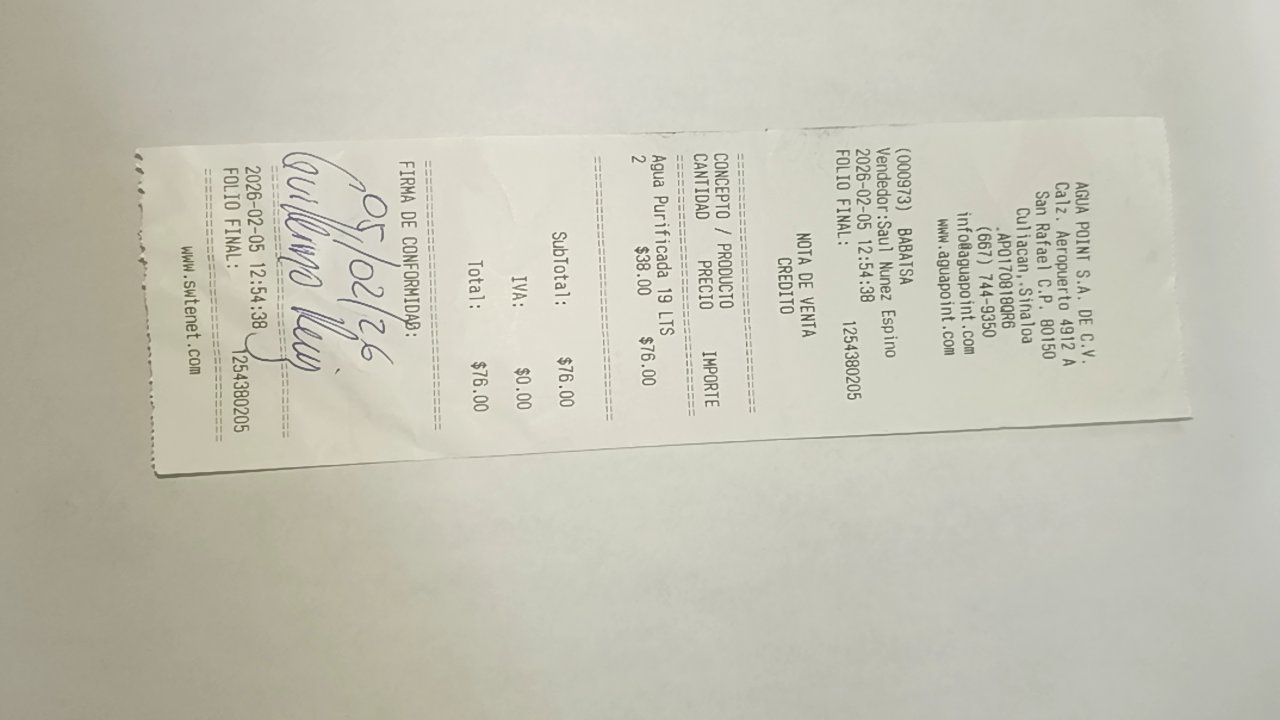 AGUA POINT S.A. DE C.V.
Calz. Aeropuerto 4912 A
San Rafael C.P. 80150
Culiacan,.Sinaloa
.APO170818QR6
(667) 744-9350
info@aguapoint.com
www.aguapoint.com
(000973) BABATSA
Vendedor:Saul Nunez Espino
2026-02-05 12:54:38
FOLIO FINAL: 1254380205
NOTA DE VENTA
CREDITO
CONCEPTO / PRODUCTO
CANTIDAD PRECIO IMPORTE
Agua Purificada 19 LTS
2 $38.00 $76.00
SubTotal: $76.00
IVA: $0.00
Total: $76.00
FIRMA DE CONFORMIDAD:
05/02/26
2026-02-05 12:54:38
FOLIO FINAL: 1254380205
www.swtenet.com